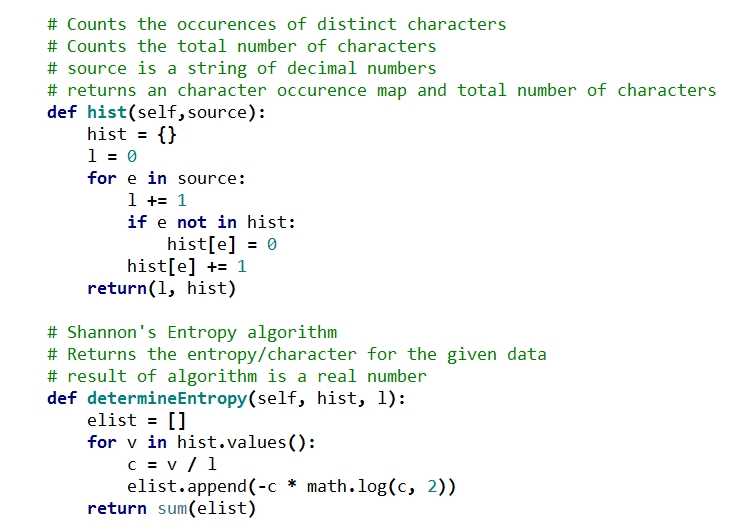 # Counts the occurences of distinct characters
# Counts the total number of characters
# source is a string of decimal numbers
# returns an character occurence map and total number of characters
def hist(self,source):
    hist = {}
    l = 0
    for e in source:
        l += 1
        if e not in hist:
            hist[e] = 0
        hist[e] += 1
    return(l, hist)

# Shannon's Entropy algorithm
# Returns the entropy/character for the given data
# result of algorithm is a real number
def determineEntropy(self, hist, l):
    elist = []
    for v in hist.values():
        c = v / l
        elist.append(-c * math.log(c, 2))
    return sum(elist)